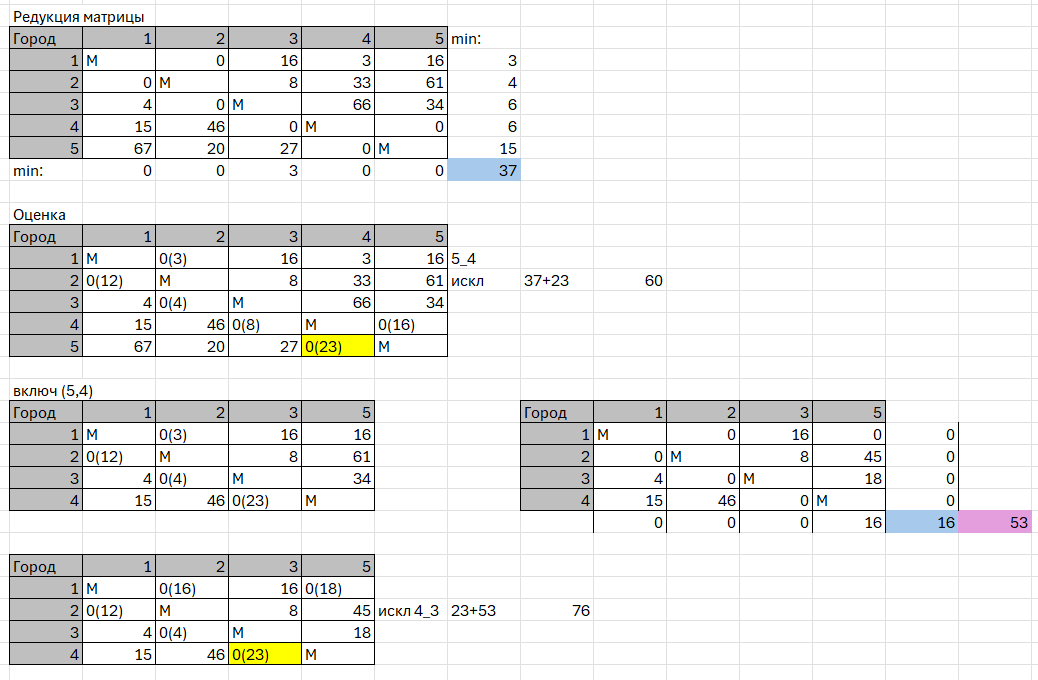 Редукция матрицы
Город 1 2 3 4 5 min:
1 М 0 16 3 16 3
2 0 М 8 33 61 4
3 4 0 М 66 34 6
4 15 46 0 М 0 6
5 67 20 27 0 М 15
min: 0 0 3 0 0 37
Оценка
Город 1 2 3 4 5
1 М 0(3) 16 3 16 5_4
2 0(12) М 8 33 61 искл 37+23 60
3 4 0(4) М 66 34
4 15 46 0(8) М 0(16)
5 67 20 27 0(23) М
включ (5,4)
Город 1 2 3 5
1 М 0(3) 16 16
2 0(12) М 8 61
3 4 0(4) М 34
4 15 46 0(23) М
Город 1 2 3 5
1 М 0 16 0 0
2 0 М 8 45 0
3 4 0 М 18 0
4 15 46 0 М 0
0 0 0 16 16 53
Город 1 2 3 5
1 М 0(16) 16 0(18)
2 0(12) М 8 45 искл 4_3 23+53 76
3 4 0(4) М 18
4 15 46 0(23) М